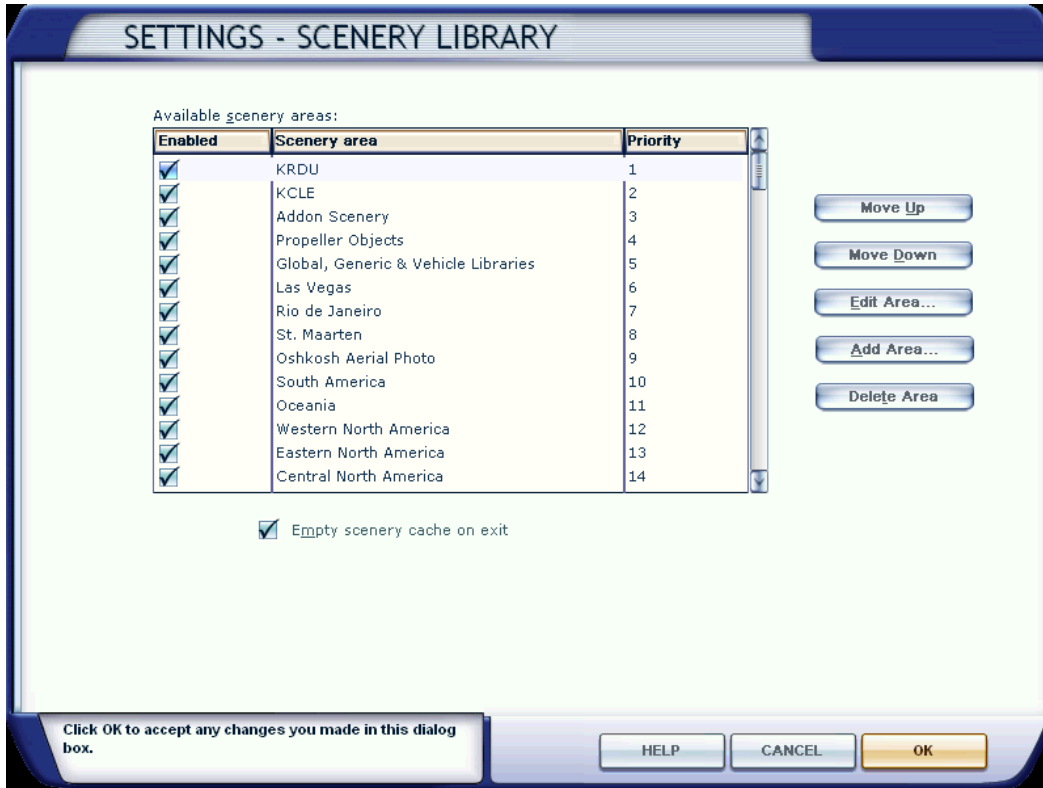 SETTINGS - SCENERY LIBRARY
Available scenery areas:
Enabled Scenery area Priority
KRDU 1
KCLE 2
Addon Scenery 3
Propeller Objects 4
Global, Generic & Vehicle Libraries 5
Las Vegas 6
Rio de Janeiro 7
St. Maarten 8
Oshkosh Aerial Photo 9
South America 10
Oceania 11
Western North America 12
Eastern North America 13
Central North America 14
Move Up
Move Down
Edit Area...
Add Area...
Delete Area
Empty scenery cache on exit
Click OK to accept any changes you made in this dialog
box.
HELP CANCEL OK